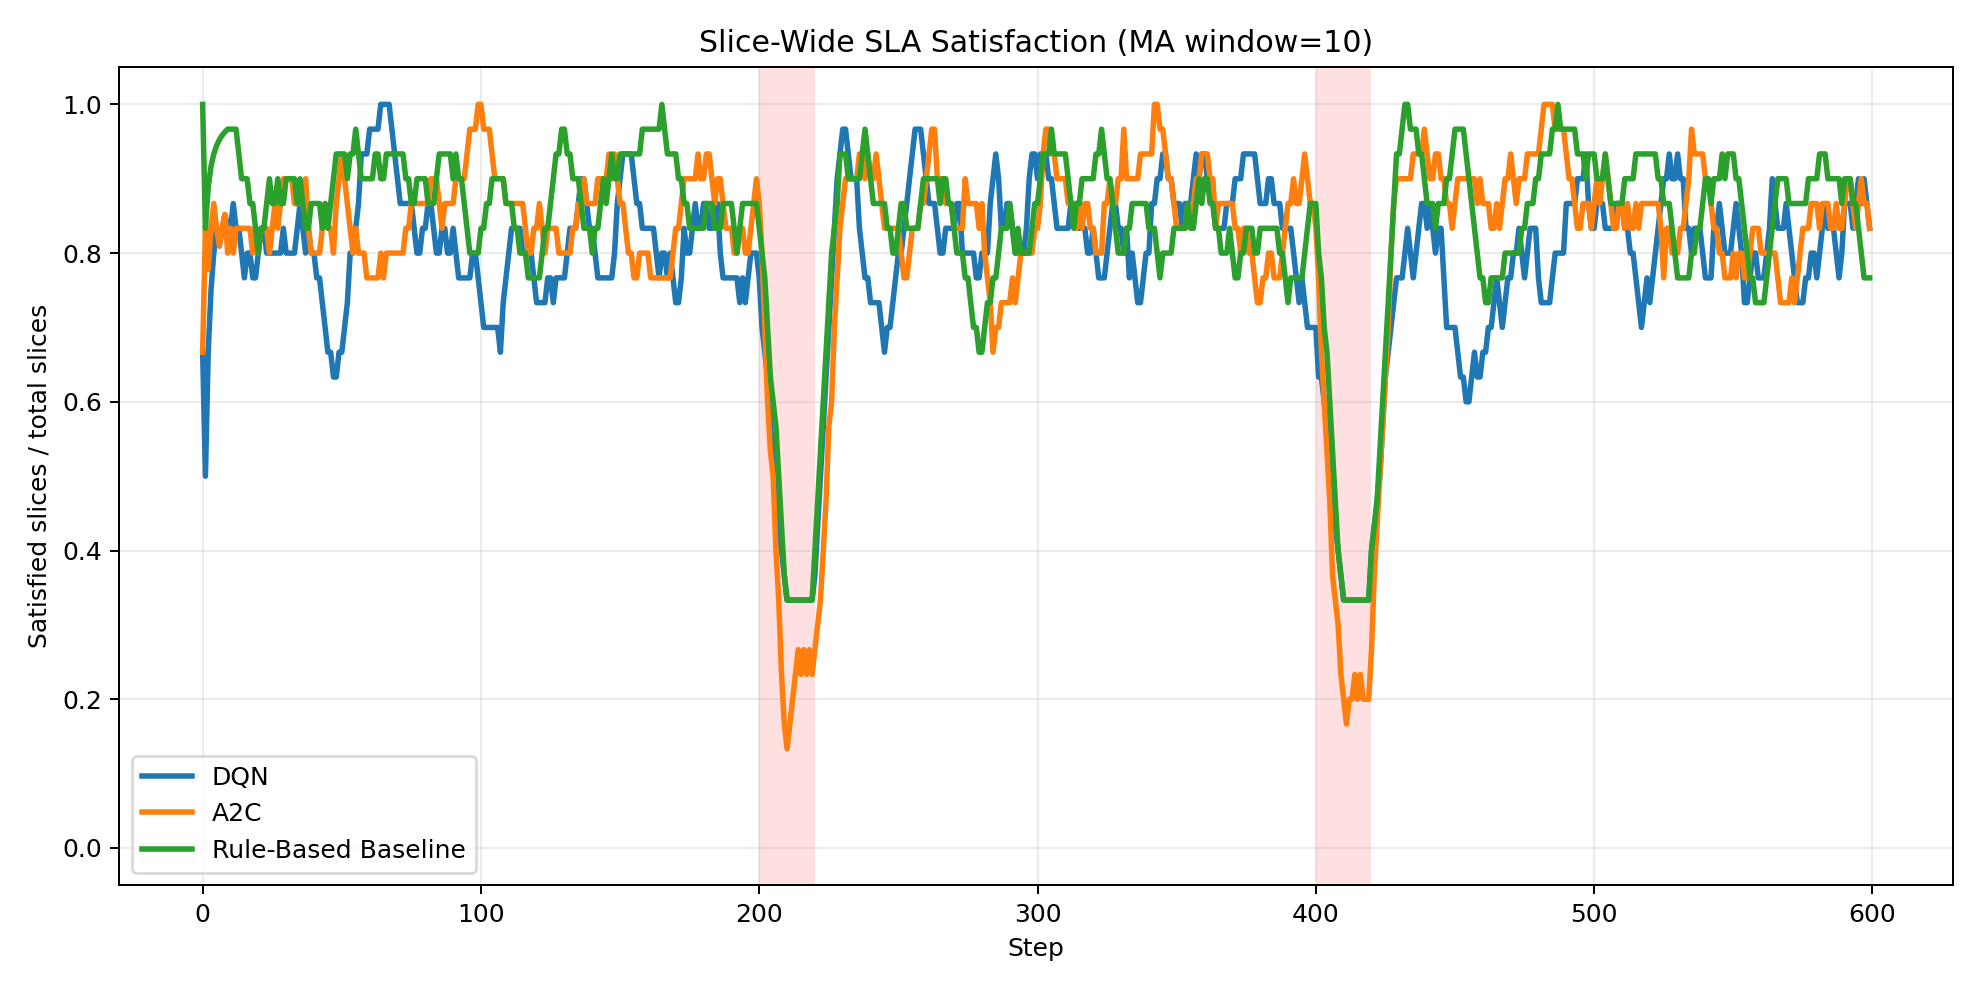 Slice-Wide SLA Satisfaction (MA window=10)
Satisfied slices / total slices
1.0
0.8
0.6
0.4
0.2
0.0
DQN
A2C
Rule-Based Baseline
0 100 200 300 400 500 600
Step